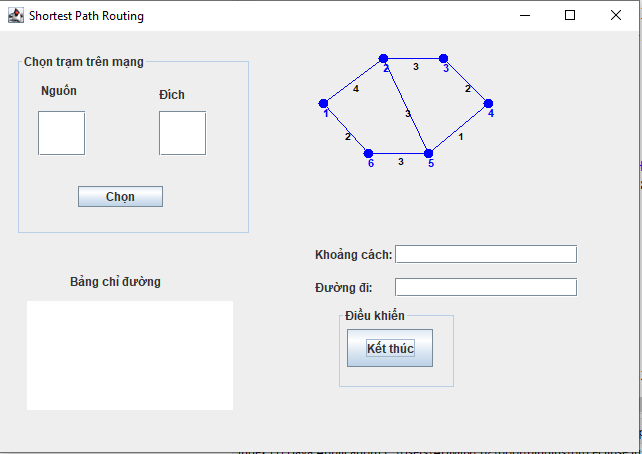 Shortest Path Routing
Chọn trạm trên mạng
Nguồn
Đích
Chọn
2
3
3
4
2
3
1
4
2
1
3
6
5
Khoảng cách:
Đường đi:
Bảng chỉ đường
Điều khiển
Kết thúc